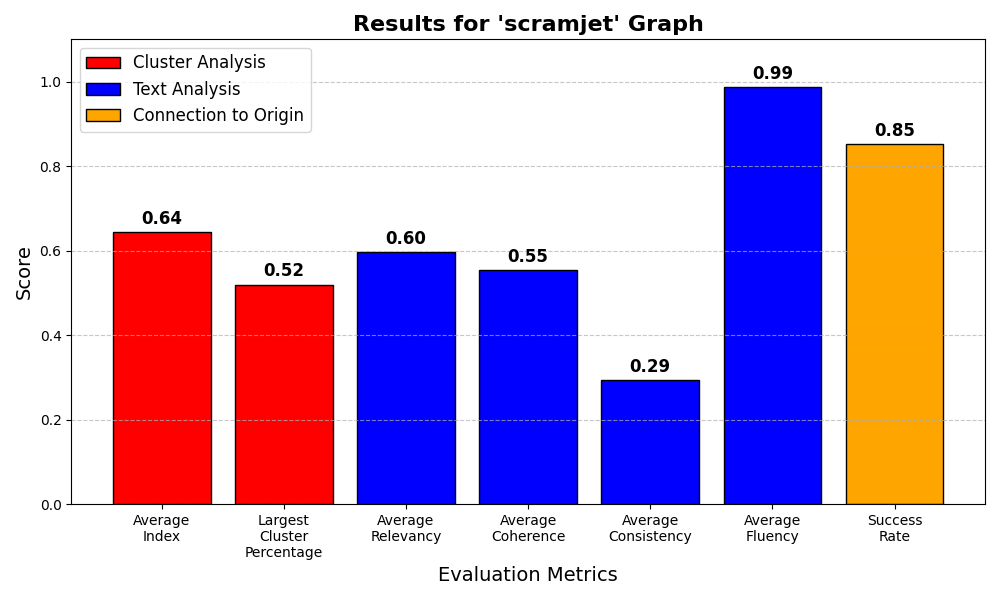 Results for 'scramjet' Graph
Cluster Analysis
Text Analysis
Connection to Origin
Score
1.0
0.8
0.6
0.4
0.2
0.0
0.64
0.52
0.60
0.55
0.29
0.99
0.85
Average
Index
Largest
Cluster
Percentage
Average
Relevancy
Average
Coherence
Average
Consistency
Average
Fluency
Success
Rate
Evaluation Metrics